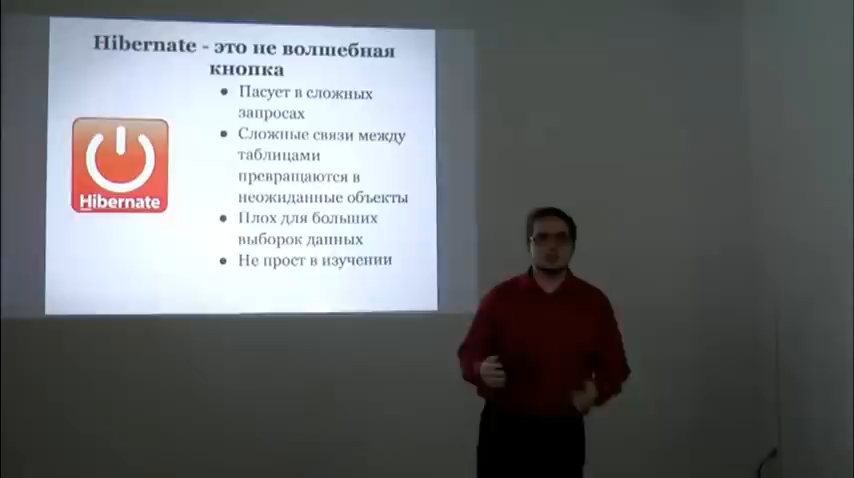 Hibernate - это не волшебная
кнопка
Пасует в сложных
запросах
Сложные связи между
таблицами
превращаются в
неожиданные объекты
Плох для больших
выборок данных
Не прост в изучении
Hibernate